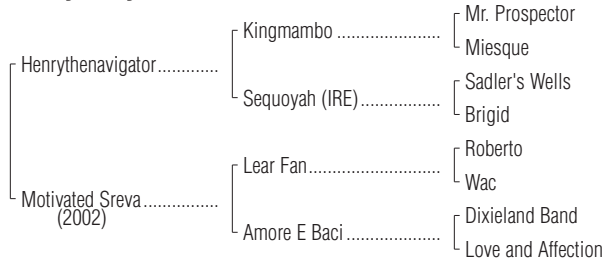 Mr. Prospector
Kingmambo ..................
Miesque
Henrythenavigator.............
Sadler's Wells
Sequoyah (IRE)..............
Brigid
Roberto
Lear Fan.......................
Wac
Motivated Sreva................
(2002)
Dixieland Band
Amore E Baci .................
Love and Affection